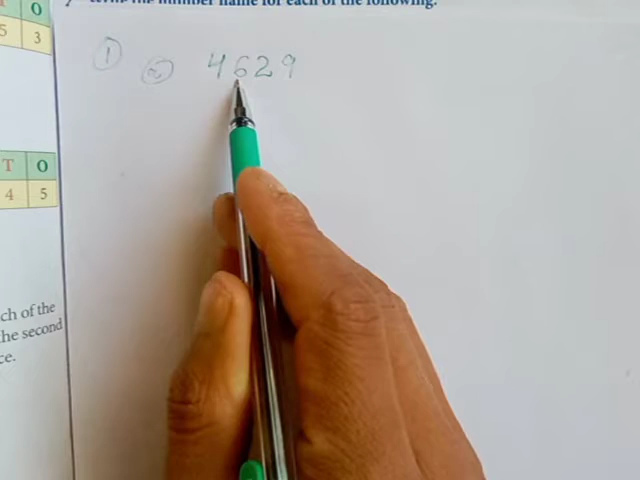 write the number name for each of the following.
T O
5 3
① 4629
T O
4 5
ch of the
he second
ce.